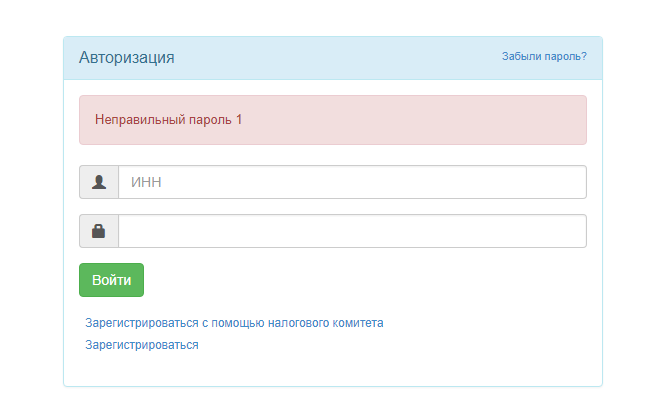 Авторизация
Забыли пароль?
Неправильный пароль 1
ИНН
Войти
Зарегистрироваться с помощью налогового комитета
Зарегистрироваться